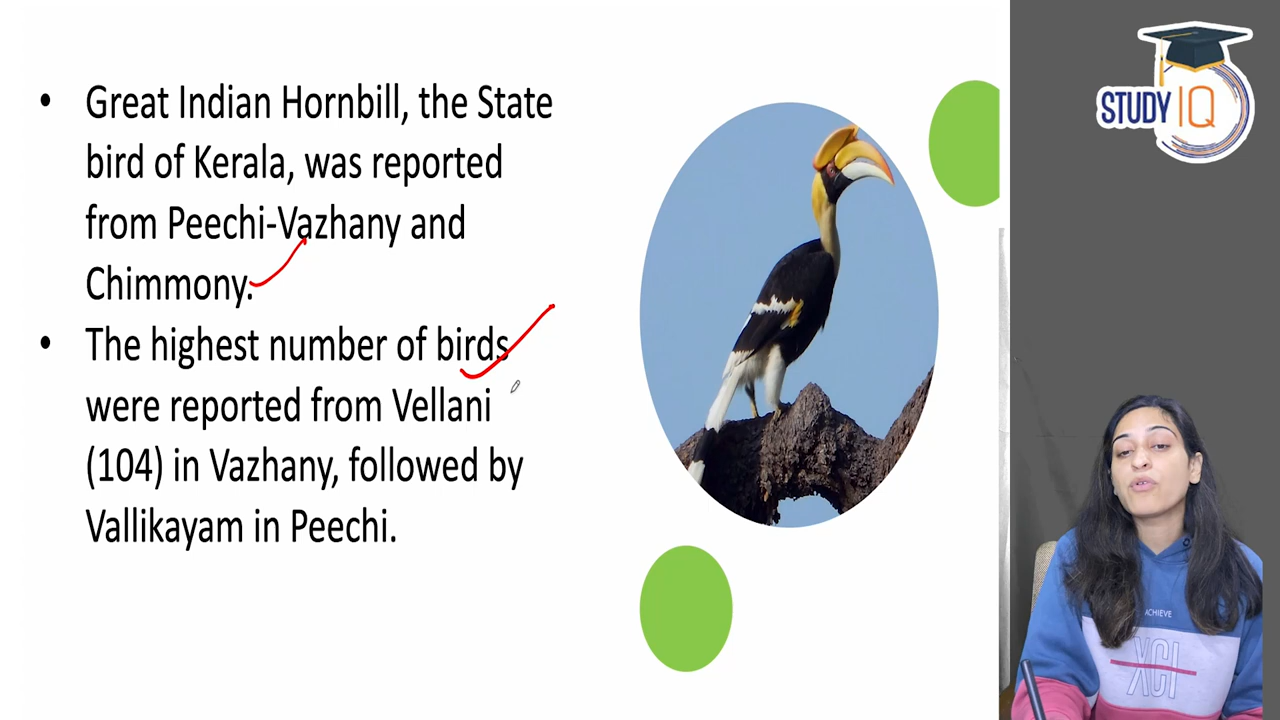 • Great Indian Hornbill, the State
bird of Kerala, was reported
from Peechi-Vazhany and
Chimmony.
• The highest number of birds
were reported from Vellani
(104) in Vazhany, followed by
Vallikayam in Peechi.
STUDY IQ
ACHIEVE
XCI